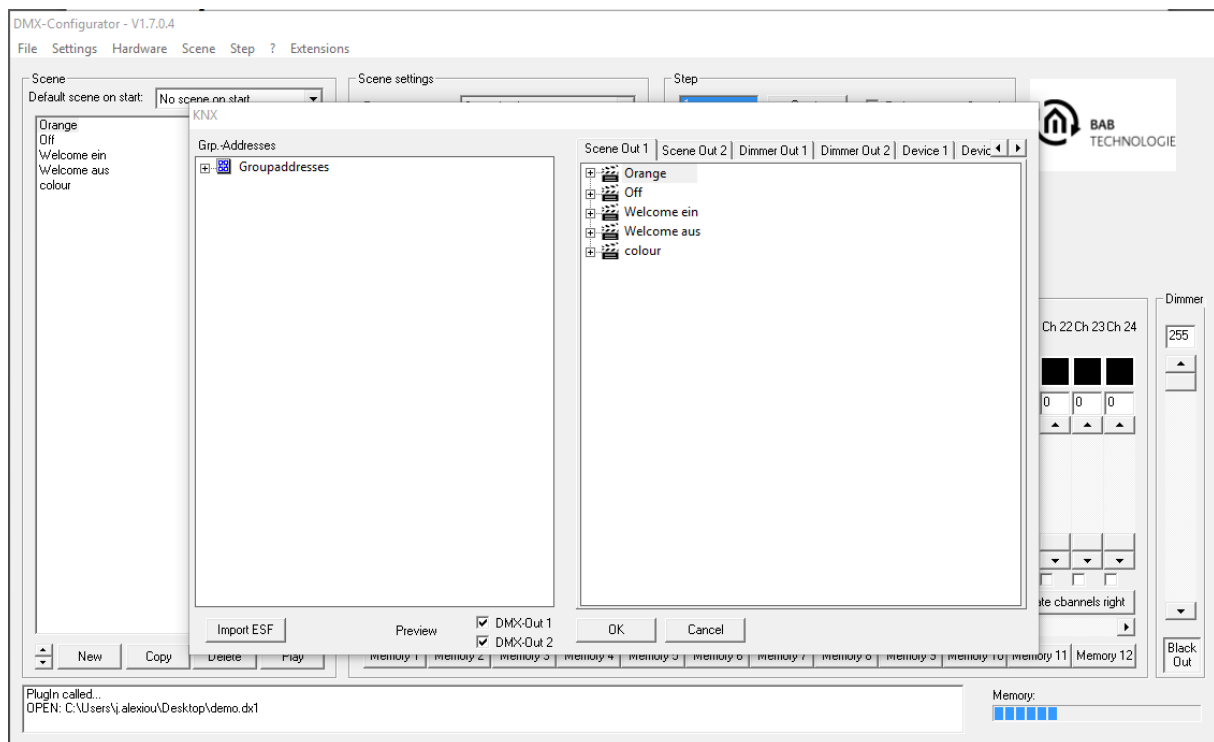 DMX-Configurator - V1.7.0.4
File Settings Hardware Scene Step ? Extensions
Scene
Default scene on start: No scene on start
Orange
Off
Welcome ein
Welcome aus
colour
Scene settings
Step
BAB
TECHNOLOGIE
KNX
Grp.-Addresses
Groupaddresses
Scene Out 1 Scene Out 2 Dimmer Out 1 Dimmer Out 2 Device 1 Devic
Orange
Off
Welcome ein
Welcome aus
colour
Import ESF
Preview
DMX-Out 1
DMX-Out 2
OK Cancel
Ch 22 Ch 23 Ch 24
0 0 0
channels right
Dimmer
255
Black
Out
New Copy Delete Play
Memory 1 Memory 2 Memory 3 Memory 4 Memory 5 Memory 6 Memory 7 Memory 8 Memory 9 Memory 10 Memory 11 Memory 12
PlugIn called...
OPEN: C:\Users\j.alexiou\Desktop\demo.dx1
Memory: